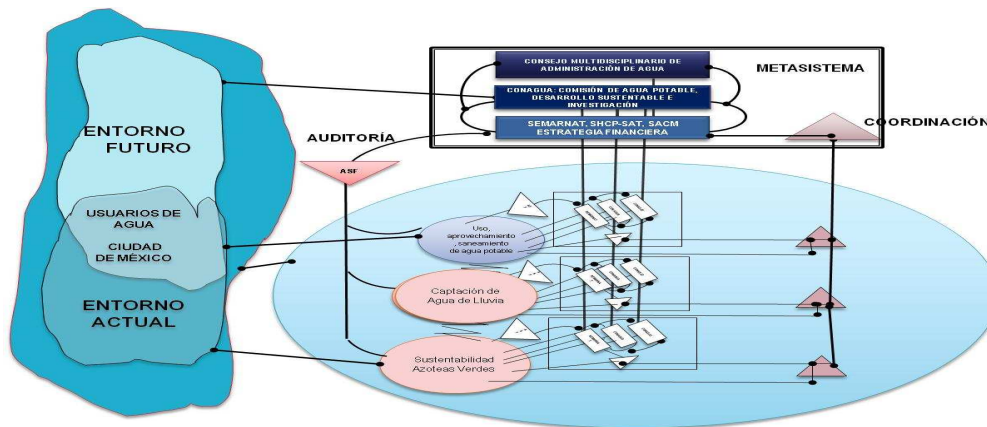 CONSEJO MULTIDISCIPLINARIO DE
ADMINISTRACIÓN DE AGUA
METASISTEMA
CONAGUA: COMISIÓN DE AGUA POTABLE,
DESARROLLO SUSTENTABLE E
INVESTIGACIÓN
SEMARNAT, SHCP-SAT, SACM
ESTRATEGIA FINANCIERA
COORDINACIÓN
AUDITORÍA
ASF
ENTORNO
FUTURO
USUARIOS DE
AGUA
CIUDAD
DE MÉXICO
ENTORNO
ACTUAL
Uso,
aprovechamiento
, saneamiento
de agua potable
Captación de
Agua de Lluvia
Sustentabilidad
Azoteas Verdes